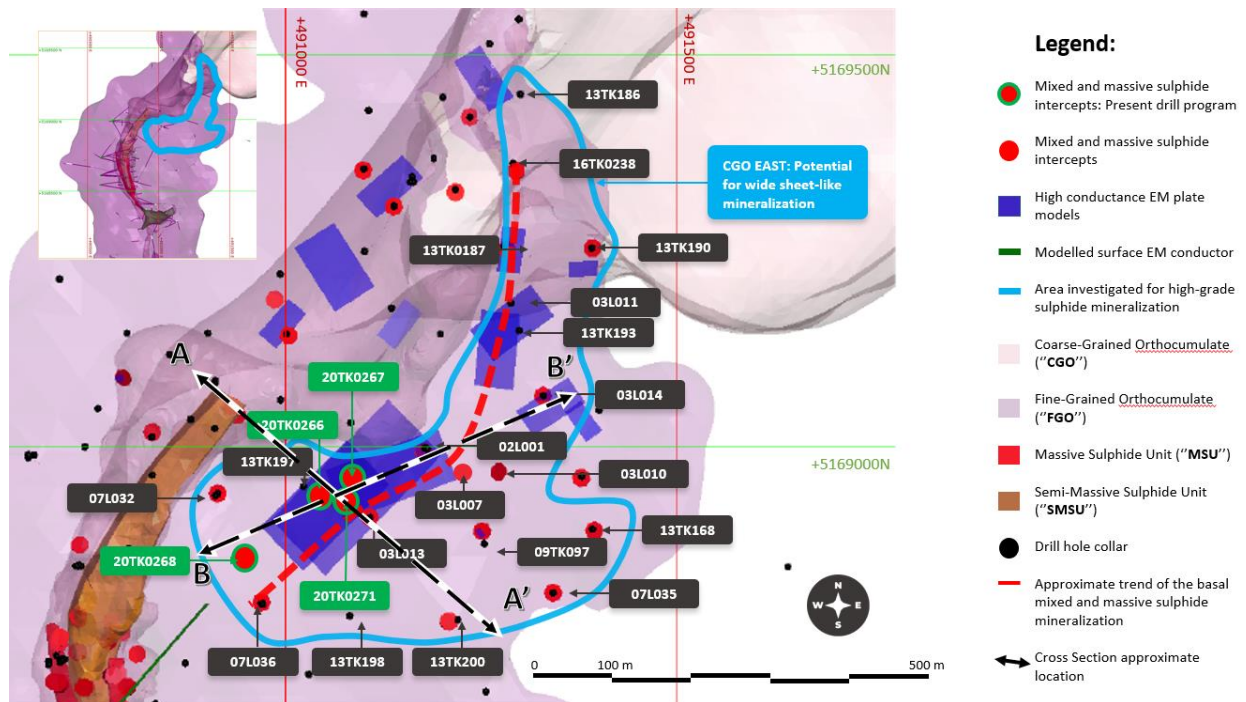 +491000 E
+491500 E
+5169500N
+5169000N
13TK186
16TK0238
CGO EAST: Potential
for wide sheet-like
mineralization
13TK0187
13TK190
03L011
13TK193
A
B'
20TK0267
03L014
20TK0266
02L001
13TK197
03L010
07L032
03L007
13TK168
03L013
09TK097
20TK0268
B
20TK0271
A'
07L035
07L036
13TK198
13TK200
N
W E
S
0 100 m 500 m
Legend:
Mixed and massive sulphide
intercepts: Present drill program
Mixed and massive sulphide
intercepts
High conductance EM plate
models
Modelled surface EM conductor
Area investigated for high-grade
sulphide mineralization
Coarse-Grained Orthocumulate
(“CGO”)
Fine-Grained Orthocumulate
(“FGO”)
Massive Sulphide Unit (“MSU”)
Semi-Massive Sulphide Unit
(“SMSU”)
Drill hole collar
Approximate trend of the basal
mixed and massive sulphide
mineralization
Cross Section approximate
location